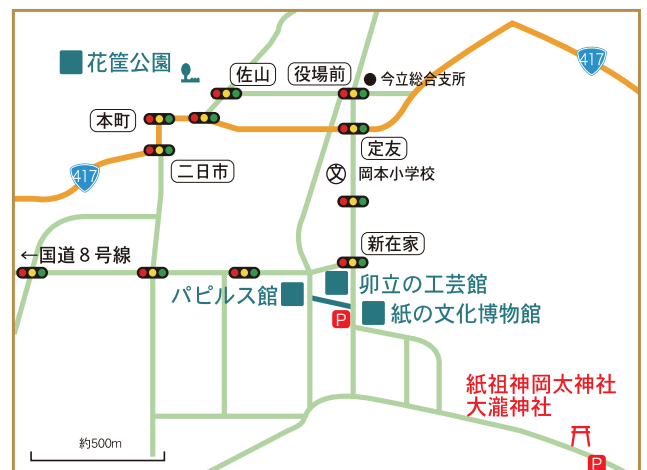 417
花筐公園
佐山
役場前
今立総合支所
本町
定友
二日市
417
文
岡本小学校
新在家
←国道8号線
卯立の工芸館
パピルス館
紙の文化博物館
P
紙祖神岡太神社
大瀧神社
約500m
P